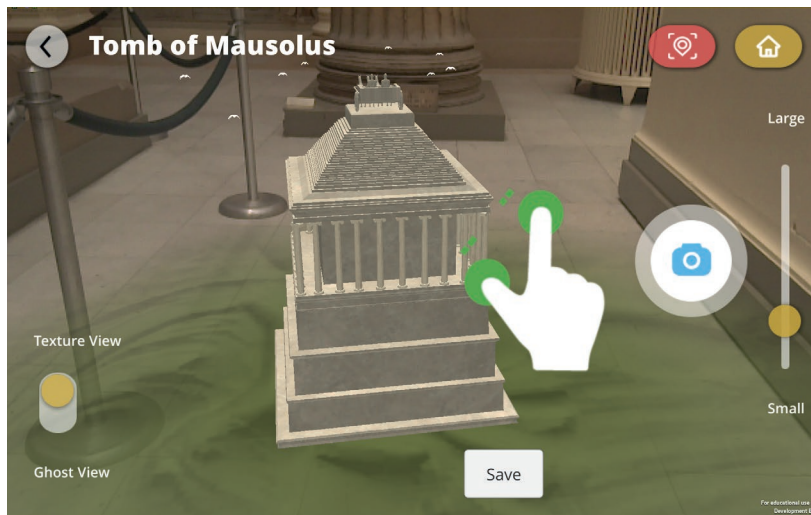 Tomb of Mausolus
Large
Texture View
Small
Ghost View
Save
For educational use
Development